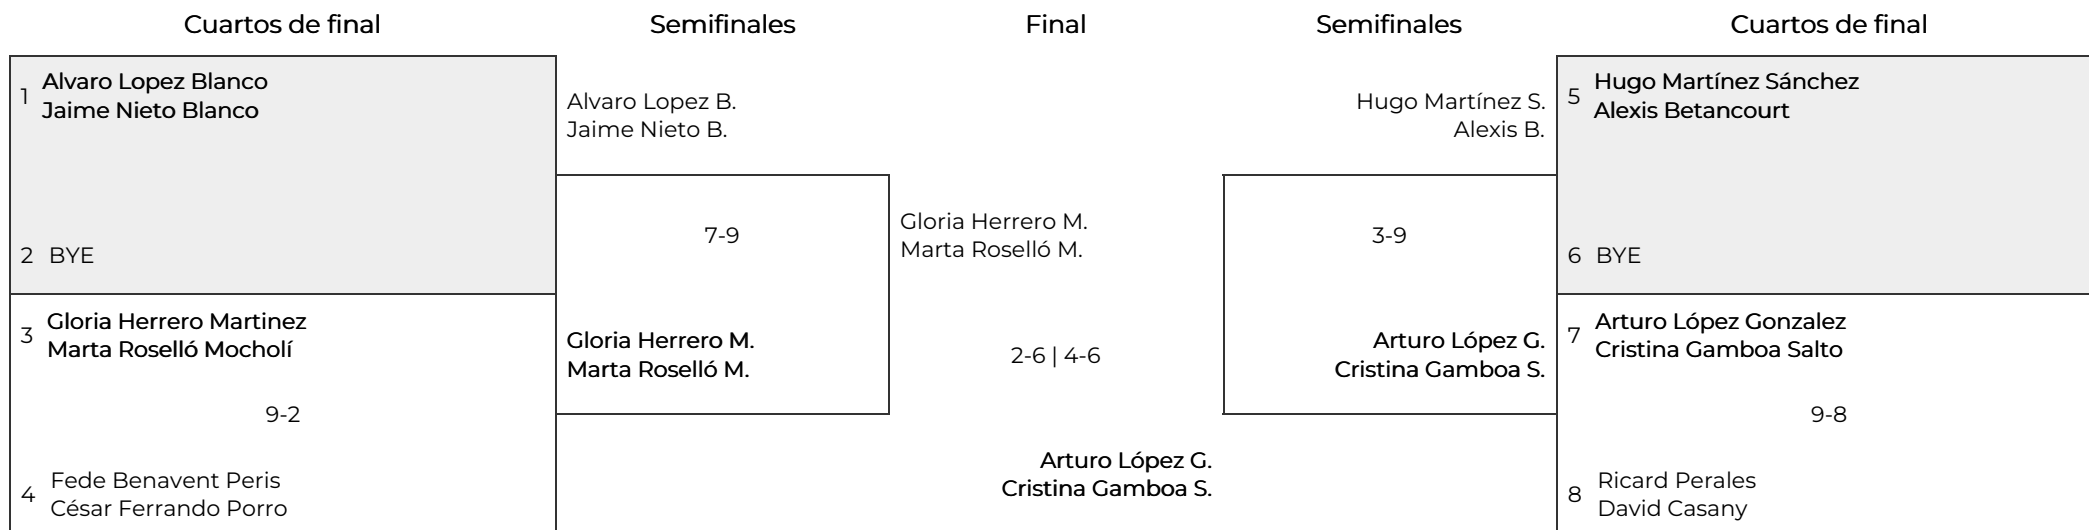 Cuartos de final
Semifinales
Final
Semifinales
Cuartos de final
1 Alvaro Lopez Blanco
Jaime Nieto Blanco
2 BYE
3 Gloria Herrero Martinez
Marta Roselló Mocholí
9-2
4 Fede Benavent Peris
César Ferrando Porro
Alvaro Lopez B.
Jaime Nieto B.
7-9
Gloria Herrero M.
Marta Roselló M.
Gloria Herrero M.
Marta Roselló M.
2-6 | 4-6
Arturo López G.
Cristina Gamboa S.
Hugo Martínez S.
Alexis B.
3-9
Arturo López G.
Cristina Gamboa S.
5 Hugo Martínez Sánchez
Alexis Betancourt
6 BYE
7 Arturo López Gonzalez
Cristina Gamboa Salto
9-8
8 Ricard Perales
David Casany